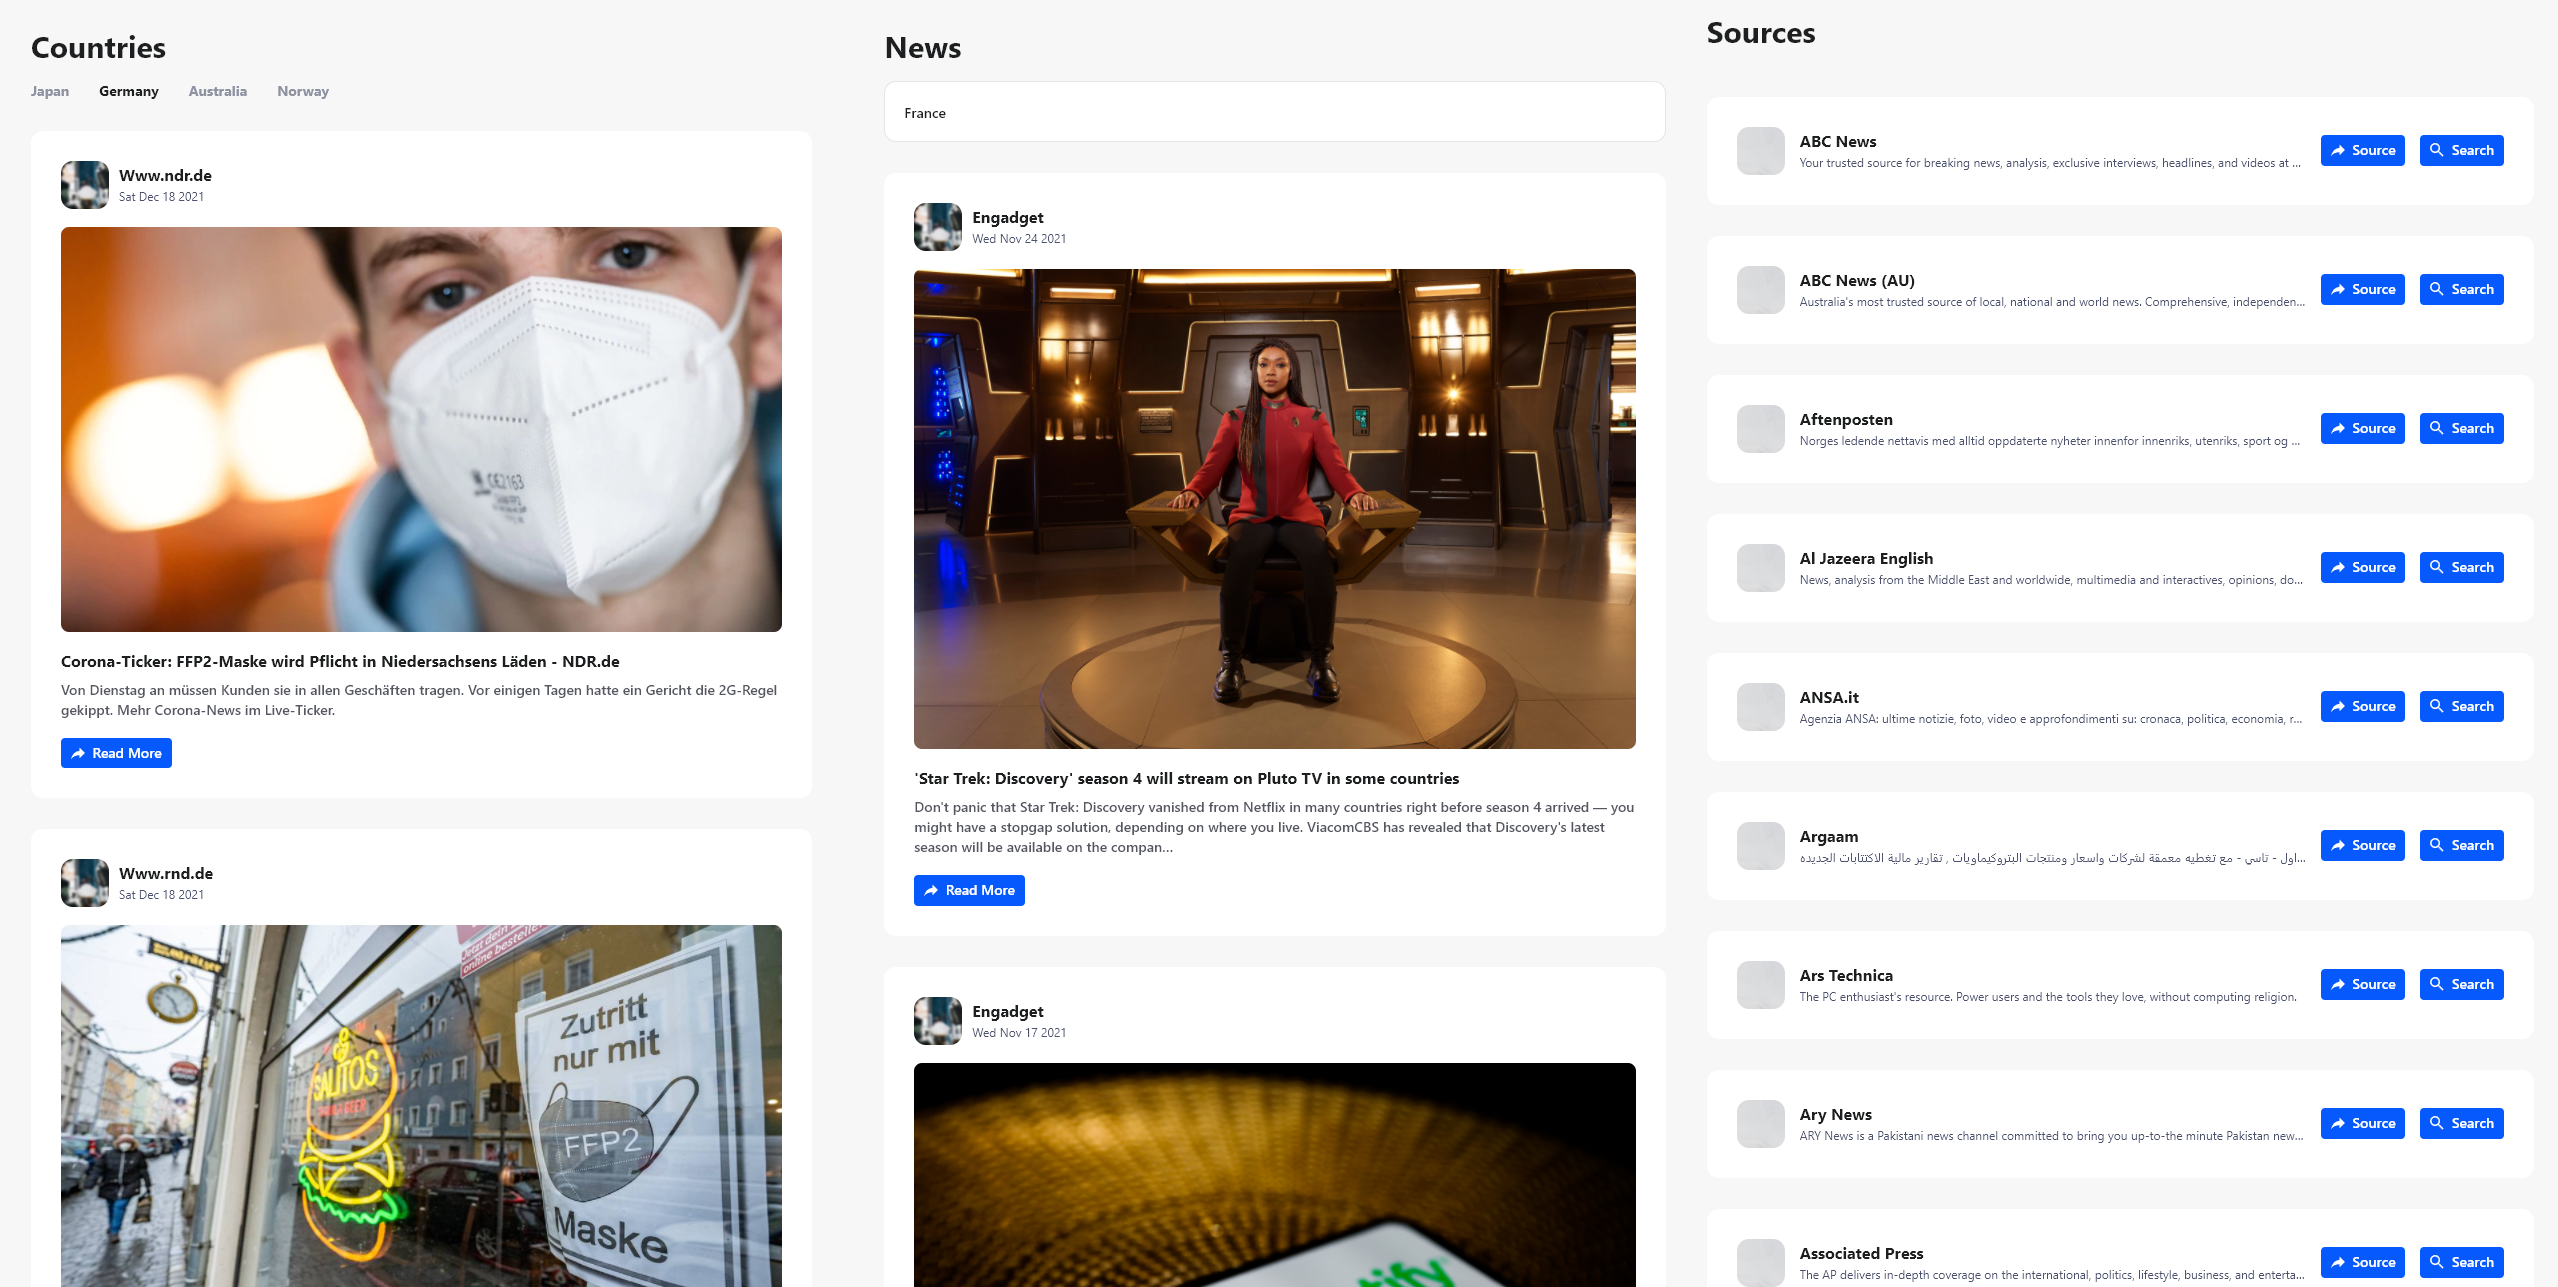 Countries
Japan Germany Australia Norway
Www.ndr.de
Sat Dec 18 2021
CE2163
Corona-Ticker: FFP2-Maske wird Pflicht in Niedersachsens Läden - NDR.de
Von Dienstag an müssen Kunden sie in allen Geschäften tragen. Vor einigen Tagen hatte ein Gericht die 2G-Regel
gekippt. Mehr Corona-News im Live-Ticker.
Read More
Www.rnd.de
Sat Dec 18 2021
Jetzt dein
online bestellen
SALITOS
Zutritt
nur mit
FFP2
Maske
News
France
Engadget
Wed Nov 24 2021
'Star Trek: Discovery' season 4 will stream on Pluto TV in some countries
Don't panic that Star Trek: Discovery vanished from Netflix in many countries right before season 4 arrived — you
might have a stopgap solution, depending on where you live. ViacomCBS has revealed that Discovery's latest
season will be available on the compan...
Read More
Engadget
Wed Nov 17 2021
Sources
ABC News
Your trusted source for breaking news, analysis, exclusive interviews, headlines, and videos at ...
Source Search
ABC News (AU)
Australia's most trusted source of local, national and world news. Comprehensive, independen...
Source Search
Aftenposten
Norges ledende nettavis med alltid oppdaterte nyheter innenfor innenriks, utenriks, sport og ...
Source Search
Al Jazeera English
News, analysis from the Middle East and worldwide, multimedia and interactives, opinions, do...
Source Search
ANSA.it
Agenzia ANSA: ultime notizie, foto, video e approfondimenti su: cronaca, politica, economia, r...
Source Search
Argaam
اول - تاسي - مع تغطيه معمقة لشركات واسعار ومنتجات البتروكيماويات , تقارير مالية الاكتتابات الجديده...
Source Search
Ars Technica
The PC enthusiast's resource. Power users and the tools they love, without computing religion.
Source Search
Ary News
ARY News is a Pakistani news channel committed to bring you up-to-the minute Pakistan new...
Source Search
Associated Press
The AP delivers in-depth coverage on the international, politics, lifestyle, business, and enterta...
Source Search